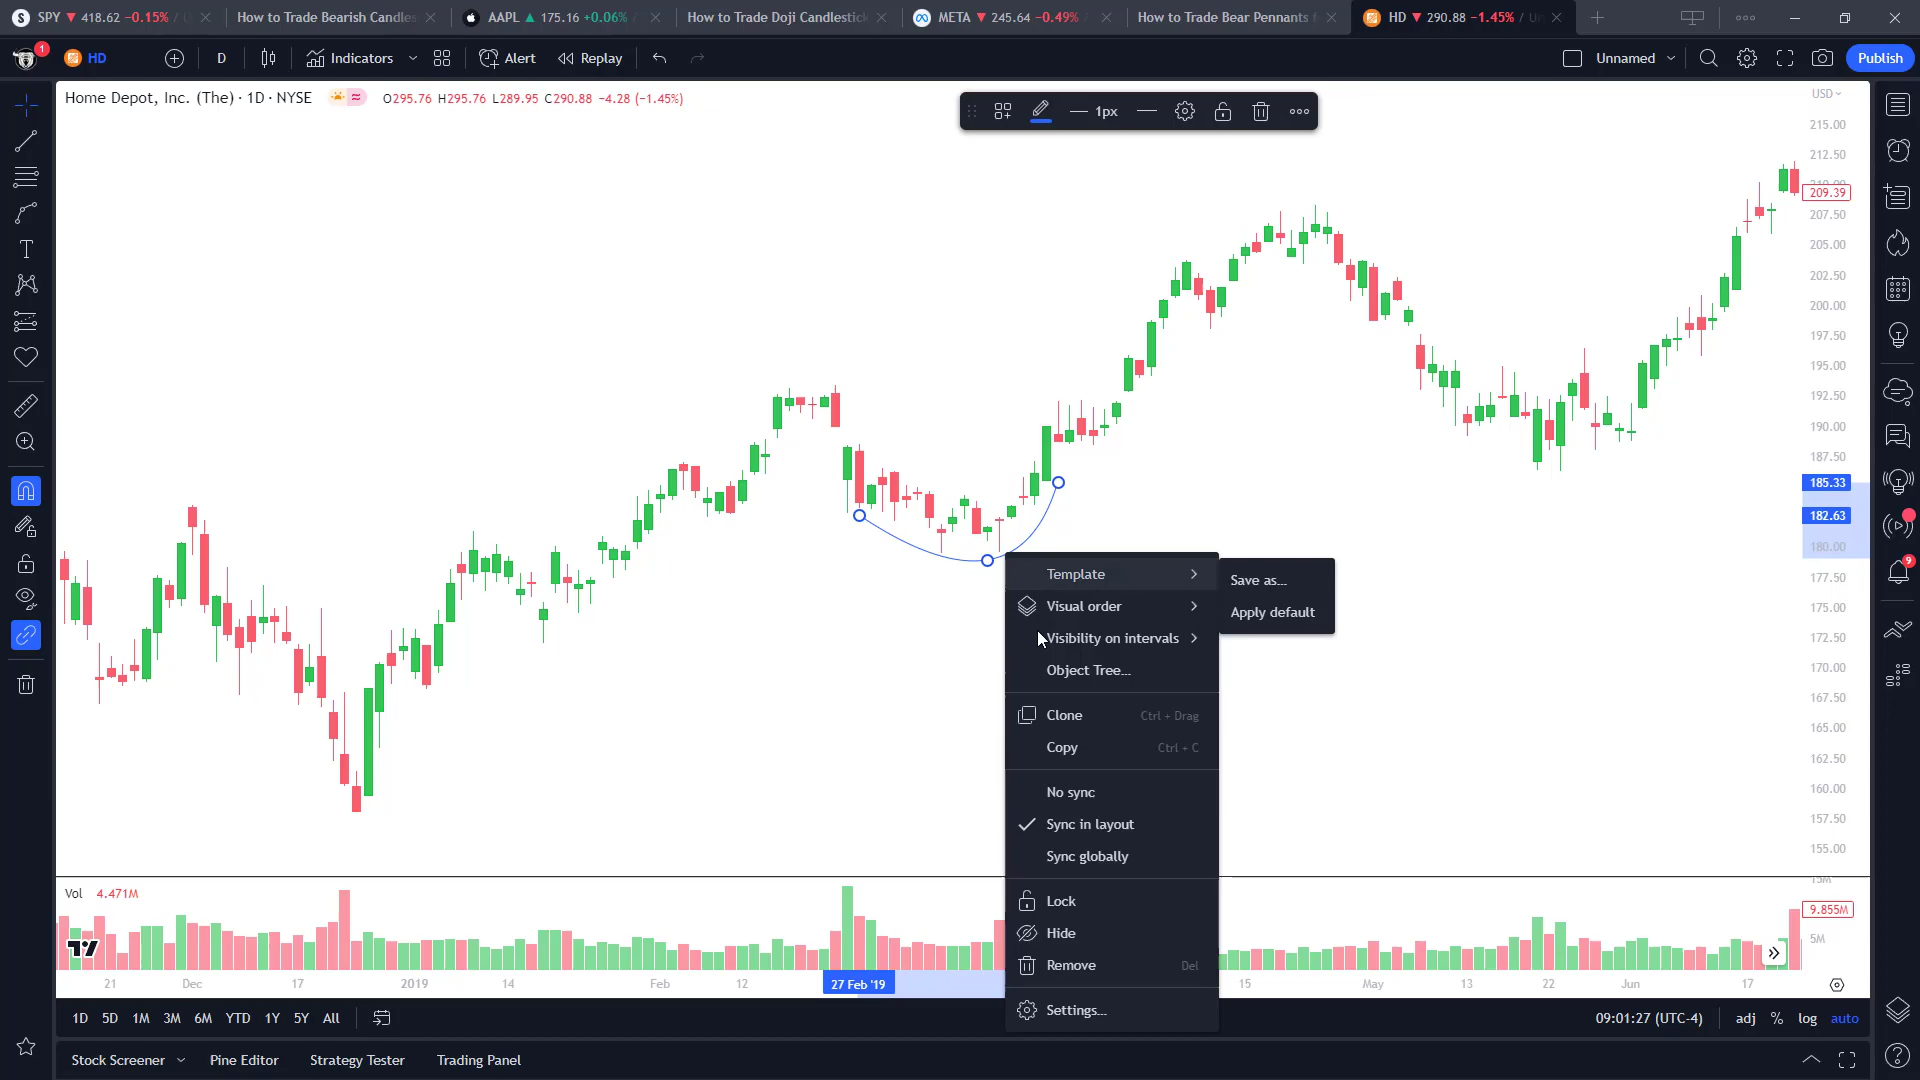 SPY ▼ 418.62 −0.15% /
How to Trade Bearish Candles
AAPL ▲ 175.16 +0.06%
How to Trade Doji Candlestick
META ▼ 245.64 −0.49%
How to Trade Bear Pennants
HD ▼ 290.88 −1.45% / Un
1
HD
D
Indicators
Alert
Replay
Unnamed
Publish
Home Depot, Inc. (The) · 1D · NYSE
O295.76 H295.76 L289.95 C290.88 −4.28 (−1.45%)
1px
USD
215.00
212.50
210.00
209.39
207.50
205.00
202.50
200.00
197.50
195.00
192.50
190.00
187.50
185.33
182.63
180.00
177.50
175.00
172.50
170.00
167.50
165.00
162.50
160.00
157.50
155.00
9
Template
Save as...
Visual order
Apply default
Visibility on intervals
Object Tree...
Clone Ctrl + Drag
Copy Ctrl + C
No sync
Sync in layout
Sync globally
Lock
Hide
Remove Del
Settings...
Vol 4.471M
15M
9.855M
5M
21
Dec
17
2019
14
Feb
12
27 Feb '19
15
May
13
22
Jun
17
1D 5D 1M 3M 6M YTD 1Y 5Y All
09:01:27 (UTC-4)
adj % log auto
Stock Screener
Pine Editor
Strategy Tester
Trading Panel